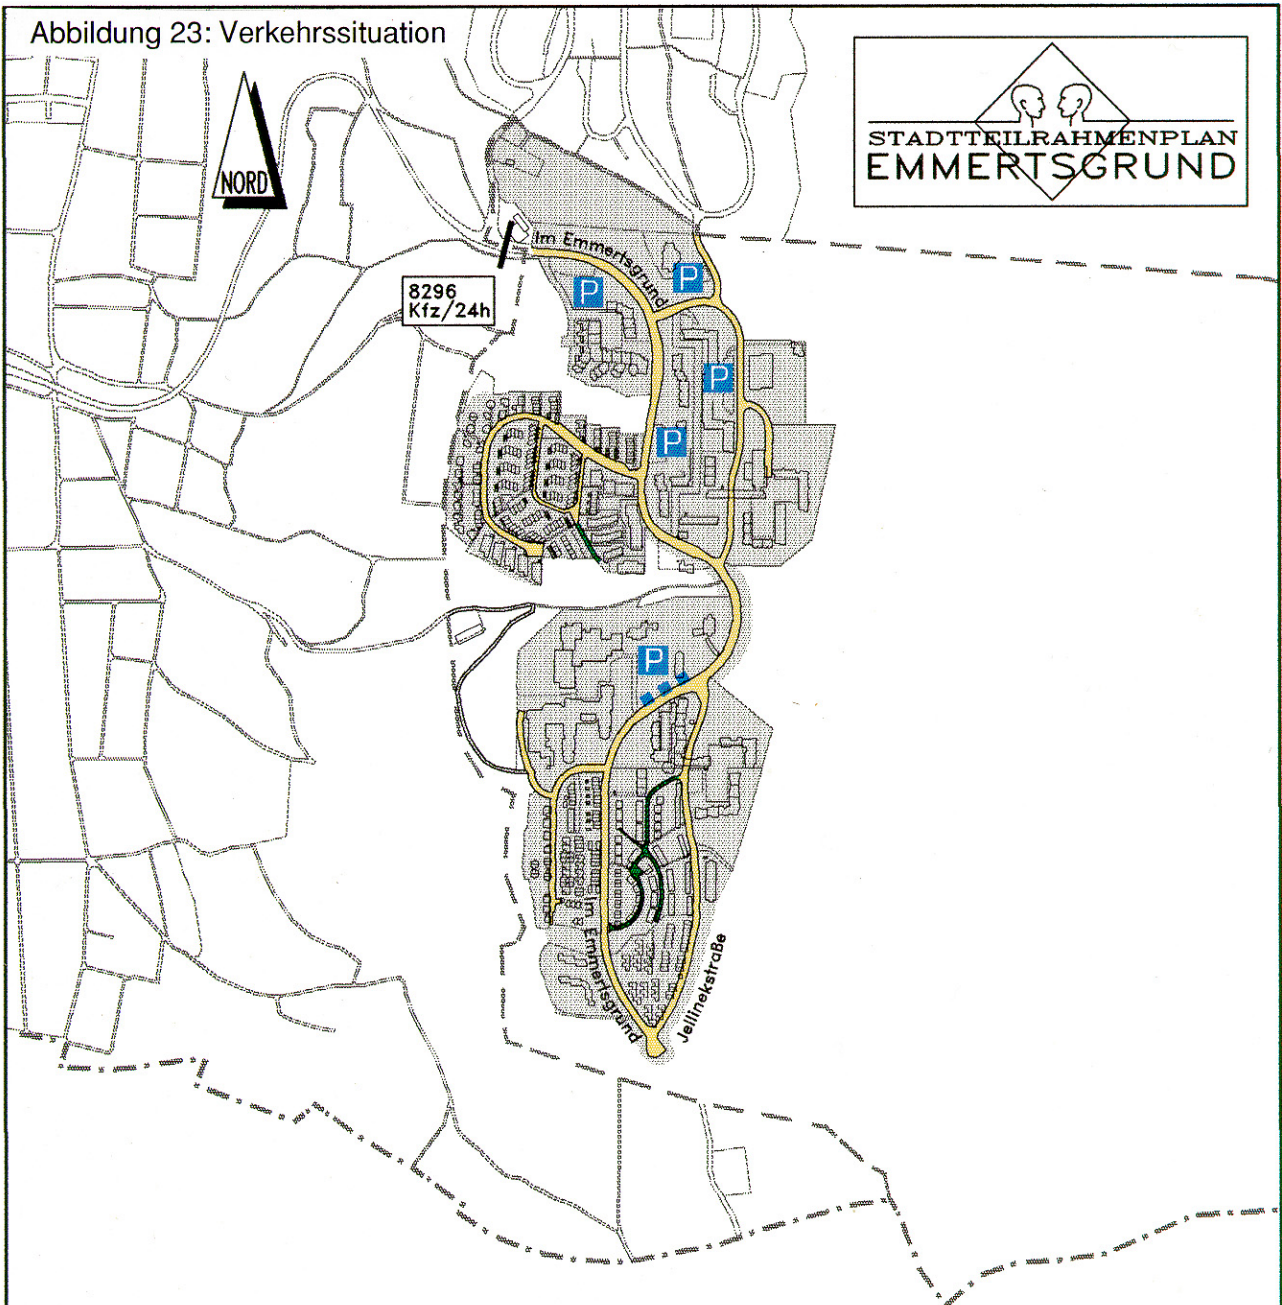 Abbildung 23: Verkehrssituation
STADTTEILRAHMENPLAN
EMMERTSGRUND
NORD
Im Emmertsgrund
8296
Kfz/24h
P
P
P
P
P
Im Emmertsgrund
Jellinekstraße